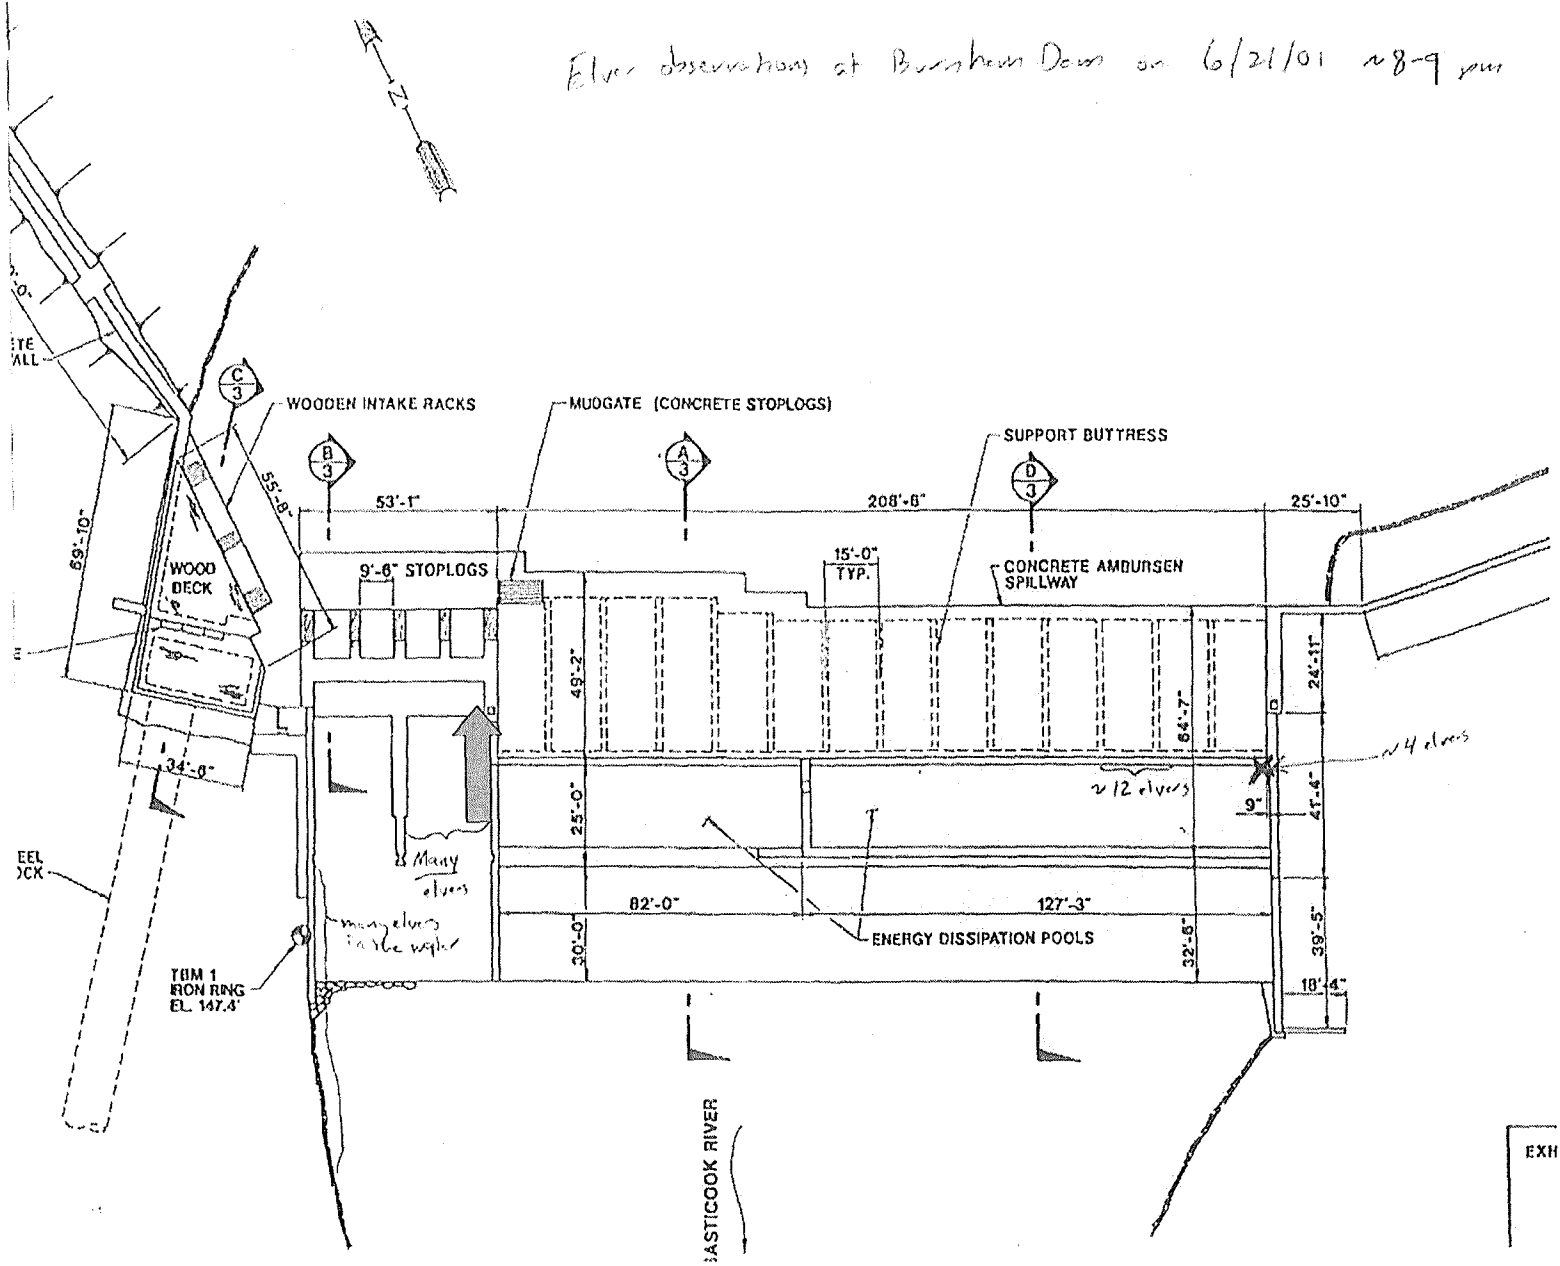 Elver observations at Burnham Dam on 6/21/01 ~8-9 pm
N
ETE
ALL
C
3
WOODEN INTAKE RACKS
MUDGATE (CONCRETE STOPLOGS)
SUPPORT BUTTRESS
B
3
A
3
D
3
53'-1"
208'-8"
25'-10"
55'-8"
69'-10"
WOOD
DECK
9'-6" STOPLOGS
15'-0"
TYP.
CONCRETE AMBURSEN
SPILLWAY
E
49'-2"
64'-7"
24'-11"
~4 elvers
34'-6"
~12 elvers
9"
41'-4"
25'-0"
EEL
OCK
Many
elvers
82'-0"
127'-3"
many elvers
in the water
ENERGY DISSIPATION POOLS
30'-0"
32'-6"
39'-5"
TBM 1
IRON RING
EL. 147.4'
18'-4"
BASTICOOK RIVER
EXH